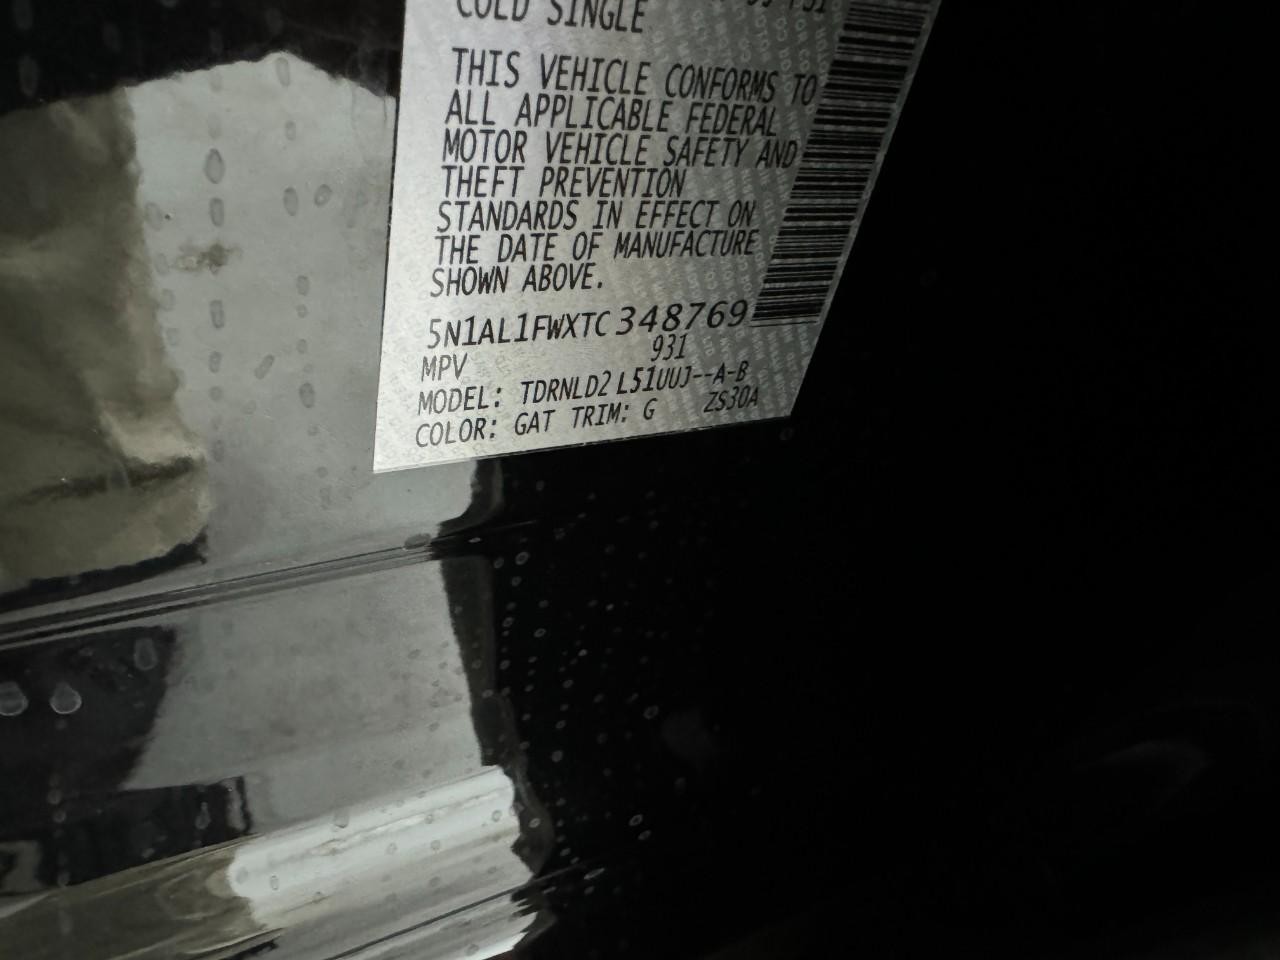 COLD SINGLE
THIS VEHICLE CONFORMS TO
ALL APPLICABLE FEDERAL
MOTOR VEHICLE SAFETY AND
THEFT PREVENTION
STANDARDS IN EFFECT ON
THE DATE OF MANUFACTURE
SHOWN ABOVE.
5N1AL1FWXTC348769
MPV 931
MODEL: TDRNLD2 L51UUJ--A-B
COLOR: GAT TRIM: G ZS30A